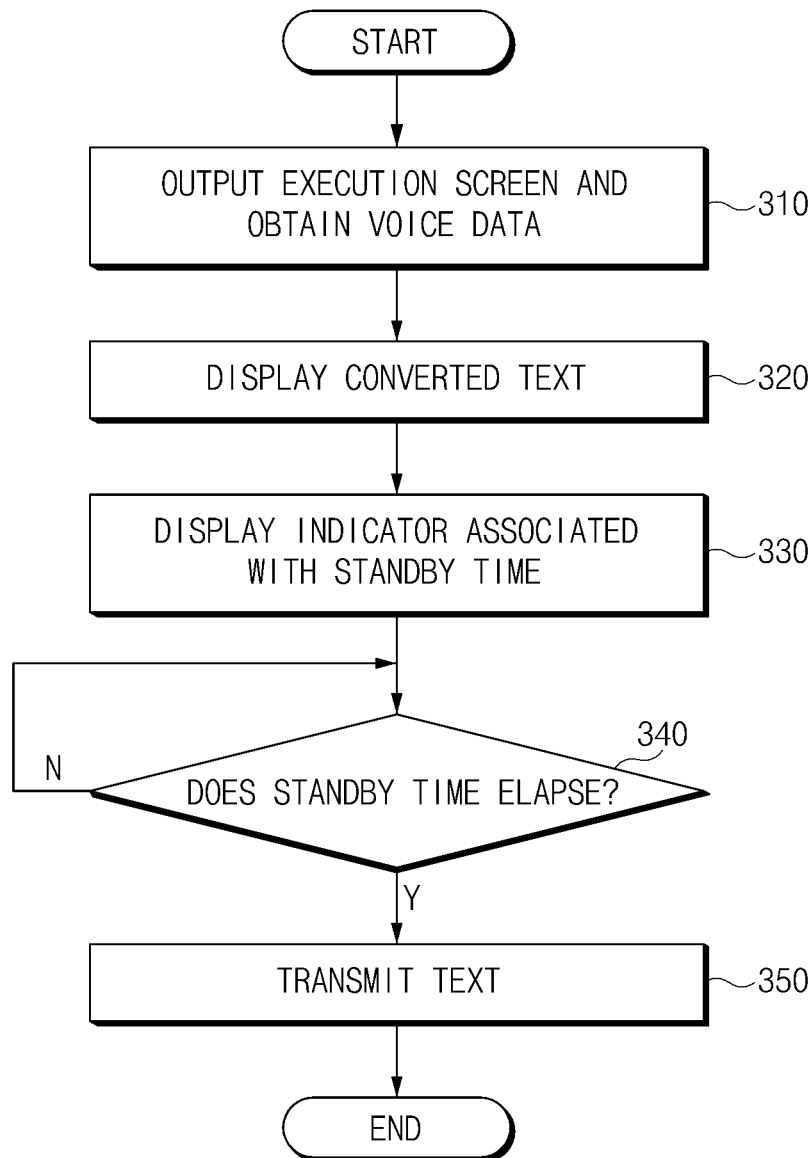 START
OUTPUT EXECUTION SCREEN AND
OBTAIN VOICE DATA
310
DISPLAY CONVERTED TEXT
320
DISPLAY INDICATOR ASSOCIATED
WITH STANDBY TIME
330
340
N
DOES STANDBY TIME ELAPSE?
Y
TRANSMIT TEXT
350
END